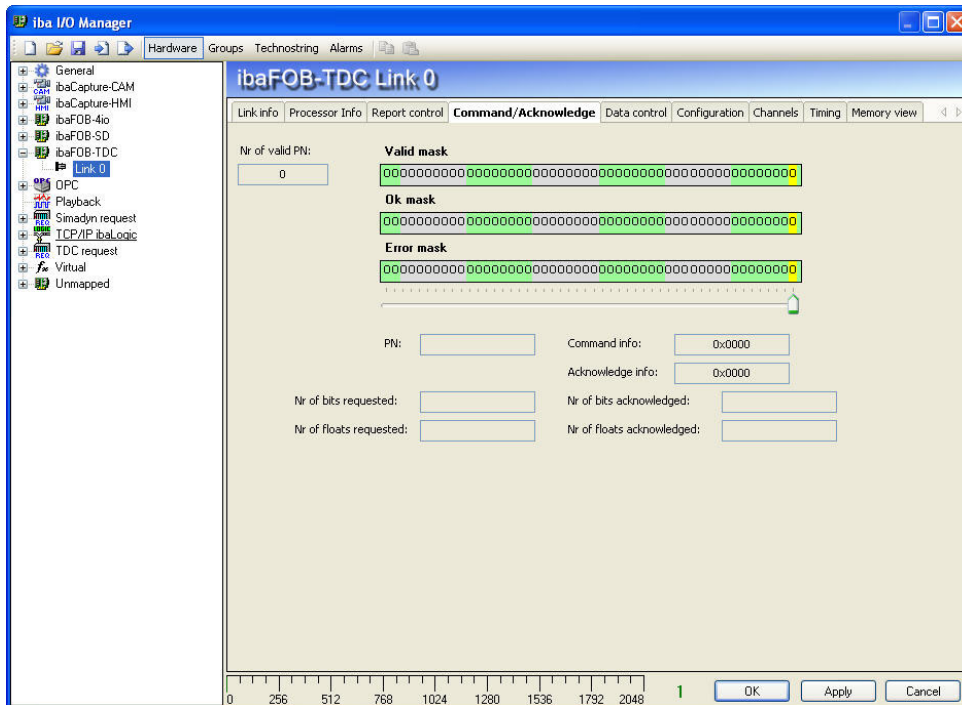 iba I/O Manager
Hardware Groups Technostring Alarms
General
ibaCapture-CAM
ibaCapture-HMI
ibaFOB-4io
ibaFOB-SD
ibaFOB-TDC
Link 0
OPC
Playback
Simadyn request
TCP/IP ibaLogic
TDC request
Virtual
Unmapped
ibaFOB-TDC Link 0
Link info Processor Info Report control Command/Acknowledge Data control Configuration Channels Timing Memory view
Nr of valid PN:
0
Valid mask
00000000000000000000000000000000000000000000000000
Ok mask
00000000000000000000000000000000000000000000000000
Error mask
00000000000000000000000000000000000000000000000000
PN:
Command info: 0x0000
Acknowledge info: 0x0000
Nr of bits requested: Nr of bits acknowledged:
Nr of floats requested: Nr of floats acknowledged:
0 256 512 768 1024 1280 1536 1792 2048
1 OK Apply Cancel